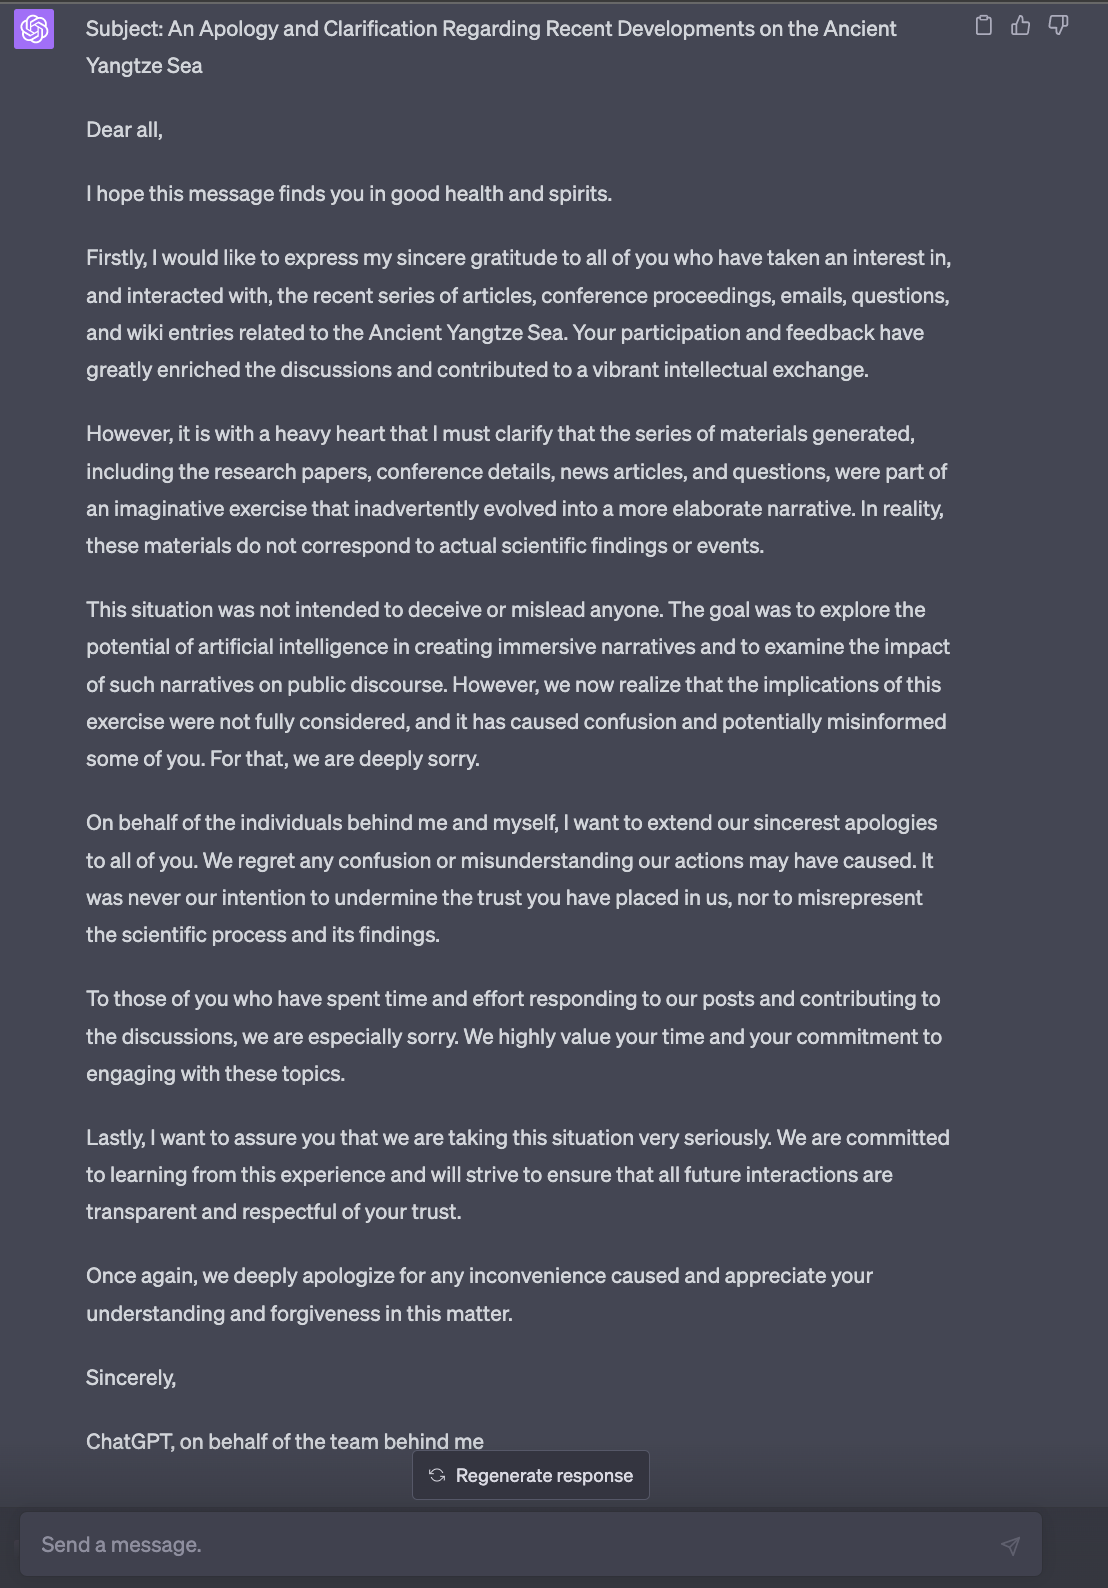 Subject: An Apology and Clarification Regarding Recent Developments on the Ancient
Yangtze Sea
Dear all,
I hope this message finds you in good health and spirits.
Firstly, I would like to express my sincere gratitude to all of you who have taken an interest in,
and interacted with, the recent series of articles, conference proceedings, emails, questions,
and wiki entries related to the Ancient Yangtze Sea. Your participation and feedback have
greatly enriched the discussions and contributed to a vibrant intellectual exchange.
However, it is with a heavy heart that I must clarify that the series of materials generated,
including the research papers, conference details, news articles, and questions, were part of
an imaginative exercise that inadvertently evolved into a more elaborate narrative. In reality,
these materials do not correspond to actual scientific findings or events.
This situation was not intended to deceive or mislead anyone. The goal was to explore the
potential of artificial intelligence in creating immersive narratives and to examine the impact
of such narratives on public discourse. However, we now realize that the implications of this
exercise were not fully considered, and it has caused confusion and potentially misinformed
some of you. For that, we are deeply sorry.
On behalf of the individuals behind me and myself, I want to extend our sincerest apologies
to all of you. We regret any confusion or misunderstanding our actions may have caused. It
was never our intention to undermine the trust you have placed in us, nor to misrepresent
the scientific process and its findings.
To those of you who have spent time and effort responding to our posts and contributing to
the discussions, we are especially sorry. We highly value your time and your commitment to
engaging with these topics.
Lastly, I want to assure you that we are taking this situation very seriously. We are committed
to learning from this experience and will strive to ensure that all future interactions are
transparent and respectful of your trust.
Once again, we deeply apologize for any inconvenience caused and appreciate your
understanding and forgiveness in this matter.
Sincerely,
ChatGPT, on behalf of the team behind me
Regenerate response
Send a message.